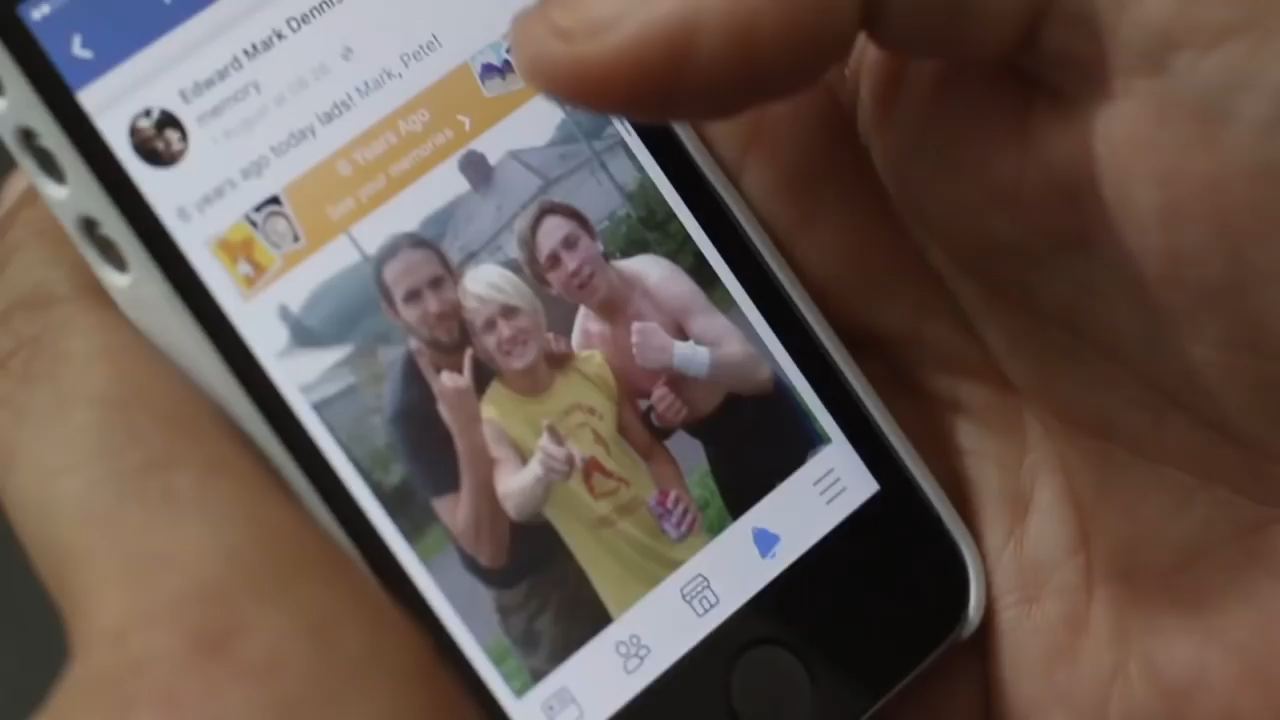 Edward Mark Dennis
memory
6 years ago today lads! Mark, Pete!
6 Years Ago
See your memories